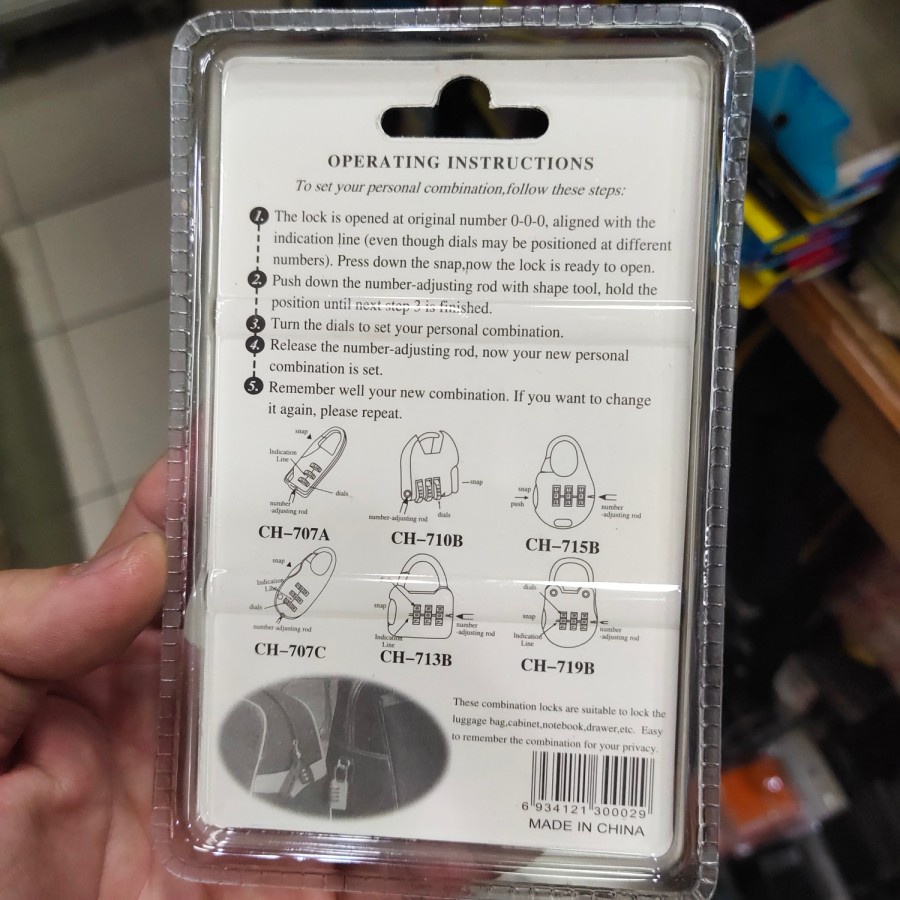 OPERATING INSTRUCTIONS
To set your personal combination,follow these steps:
1. The lock is opened at original number 0-0-0, aligned with the
indication line (even though dials may be positioned at different
numbers). Press down the snap,now the lock is ready to open.
2. Push down the number-adjusting rod with shape tool, hold the
position until next step 3 is finished.
3. Turn the dials to set your personal combination.
4. Release the number-adjusting rod, now your new personal
combination is set.
5. Remember well your new combination. If you want to change
it again, please repeat.
snap
Indication
Line
dials
number
-adjusting rod
CH-707A
snap
number-adjusting rod
dials
CH-710B
snap
push
number
-adjusting rod
CH-715B
snap
Indication
Line
dials
number-adjusting rod
CH-707C
snap
Indication
Line
number
-adjusting rod
CH-713B
dials
snap
Indication
Line
number
-adjusting rod
CH-719B
These combination locks are suitable to lock the
luggage bag,cabinet,notebook,drawer,etc. Easy
to remember the combination for your privacy.
6 934121 300029
MADE IN CHINA